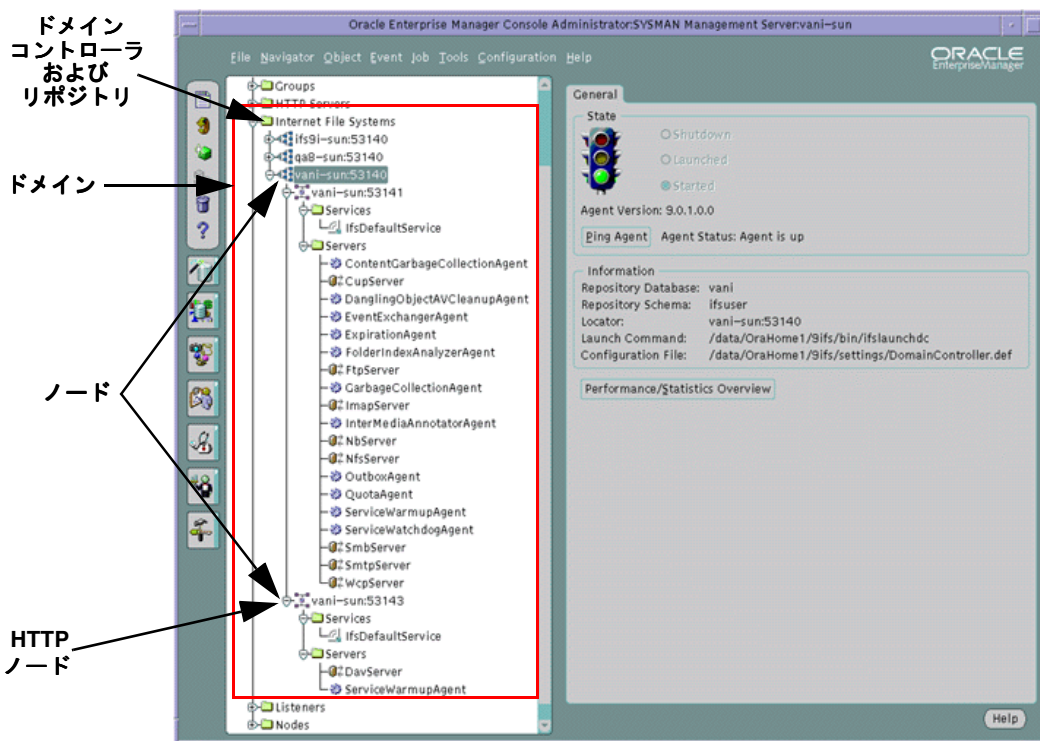 Oracle Enterprise Manager Console Administrator:SYSMAN Management Server:vani-sun
File Navigator Object Event Job Tools Configuration Help
ORACLE
EnterpriseManager
ドメイン
コントローラ
および
リポジトリ
ドメイン
ノード
HTTP
ノード
Groups
HTTP Servers
Internet File Systems
ifs9i-sun:53140
qa8-sun:53140
vani-sun:53140
vani-sun:53141
Services
IfsDefaultService
Servers
ContentGarbageCollectionAgent
CupServer
DanglingObjectAVCleanupAgent
EventExchangerAgent
ExpirationAgent
FolderIndexAnalyzerAgent
FtpServer
GarbageCollectionAgent
ImapServer
InterMediaAnnotatorAgent
NbServer
NfsServer
OutboxAgent
QuotaAgent
ServiceWarmupAgent
ServiceWatchdogAgent
SmbServer
SmtpServer
WcpServer
vani-sun:53143
Services
IfsDefaultService
Servers
DavServer
ServiceWarmupAgent
Listeners
Nodes
General
State
Shutdown
Launched
Started
Agent Version: 9.0.1.0.0
Ping Agent Agent Status: Agent is up
Information
Repository Database: vani
Repository Schema: ifsuser
Locator: vani-sun:53140
Launch Command: /data/OraHome1/9ifs/bin/ifslaunchdc
Configuration File: /data/OraHome1/9ifs/settings/DomainController.def
Performance/Statistics Overview
Help